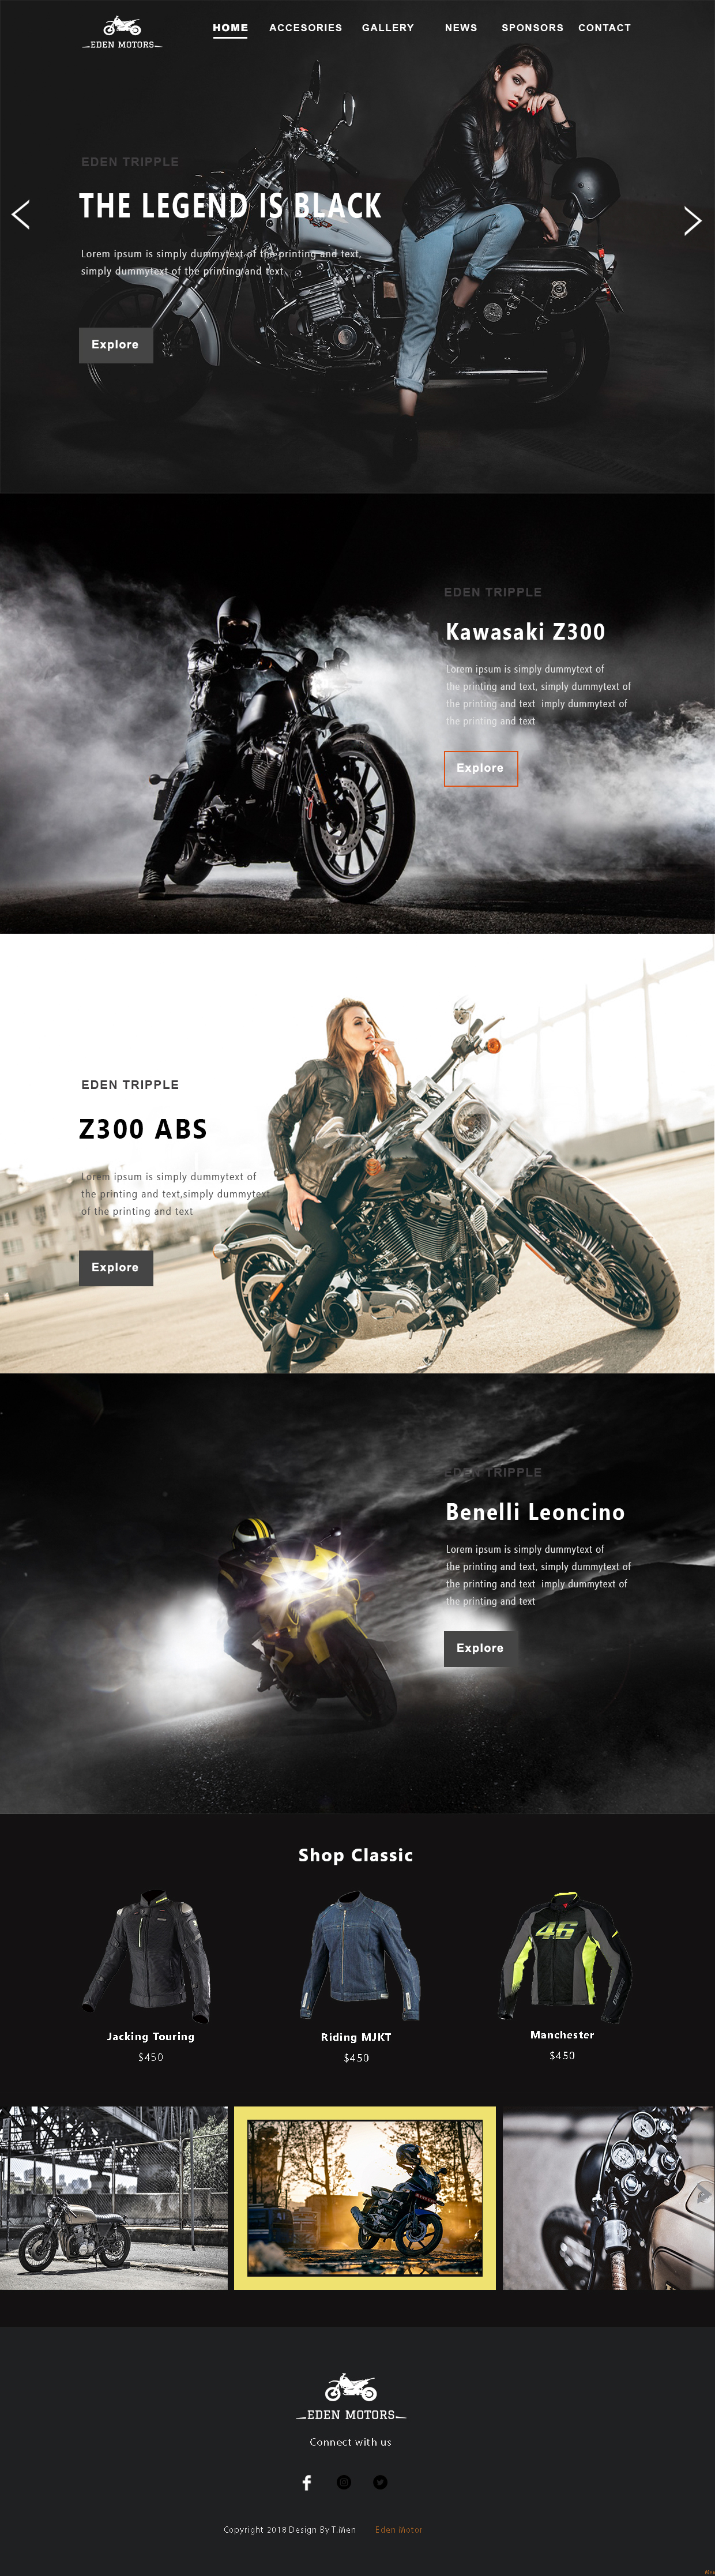 EDEN MOTORS
HOME ACCESORIES GALLERY NEWS SPONSORS CONTACT
EDEN TRIPPLE
THE LEGEND IS BLACK
Lorem ipsum is simply dummytext of the printing and text,
simply dummytext of the printing and text
Explore
EDEN TRIPPLE
Kawasaki Z300
Lorem ipsum is simply dummytext of
the printing and text, simply dummytext of
the printing and text imply dummytext of
the printing and text
Explore
EDEN TRIPPLE
Z300 ABS
Lorem ipsum is simply dummytext of
the printing and text,simply dummytext
of the printing and text
Explore
EDEN TRIPPLE
Benelli Leoncino
Lorem ipsum is simply dummytext of
the printing and text, simply dummytext of
the printing and text imply dummytext of
the printing and text
Explore
Shop Classic
46
Jacking Touring
$450
Riding MJKT
$450
Manchester
$450
EDEN MOTORS
Connect with us
Copyright 2018 Design By T.Men Eden Motor